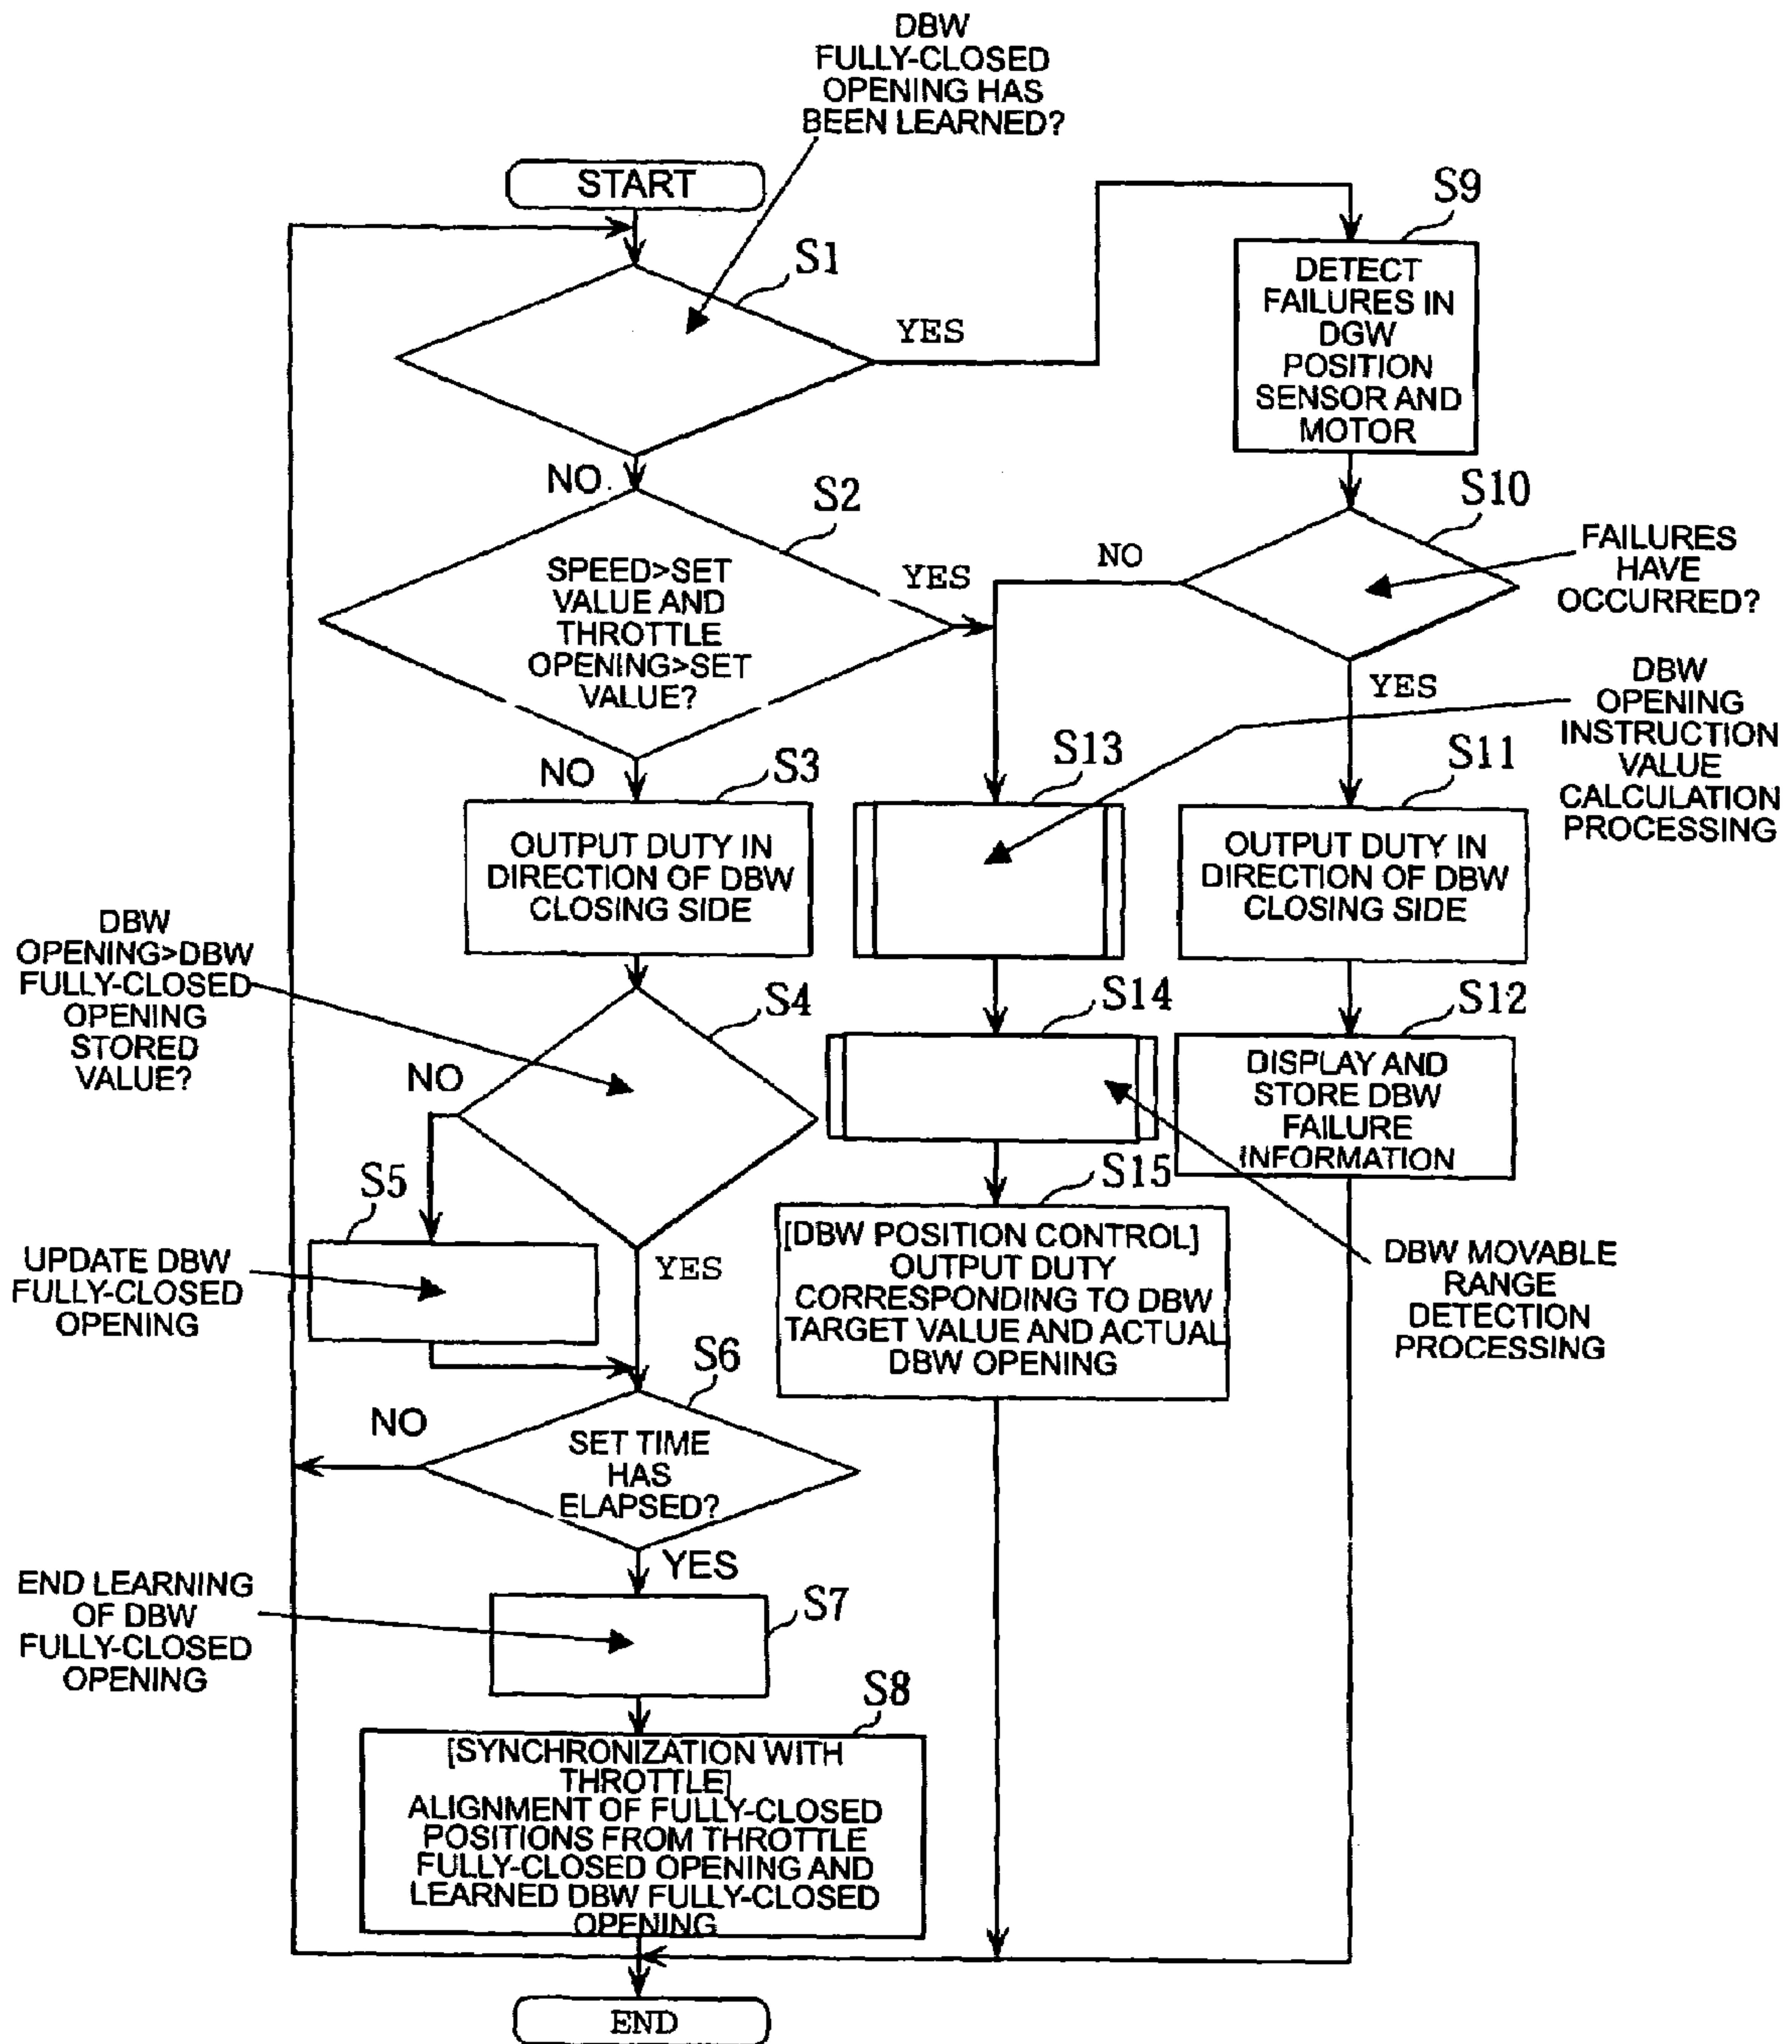 DBW
FULLY-CLOSED
OPENING HAS
BEEN LEARNED?
START
S1
YES
NO
S9
DETECT
FAILURES IN
DGW
POSITION
SENSOR AND
MOTOR
S2
SPEED>SET
VALUE AND
THROTTLE
OPENING>SET
VALUE?
YES
NO
S10
NO
FAILURES
HAVE
OCCURRED?
YES
DBW
OPENING
INSTRUCTION
VALUE
CALCULATION
PROCESSING
S3
OUTPUT DUTY IN
DIRECTION OF DBW
CLOSING SIDE
S13
S11
OUTPUT DUTY IN
DIRECTION OF DBW
CLOSING SIDE
DBW
OPENING>DBW
FULLY-CLOSED
OPENING
STORED
VALUE?
S4
NO
YES
S14
S12
DISPLAY AND
STORE DBW
FAILURE
INFORMATION
S5
UPDATE DBW
FULLY-CLOSED
OPENING
S15
[DBW POSITION CONTROL]
OUTPUT DUTY
CORRESPONDING TO DBW
TARGET VALUE AND ACTUAL
DBW OPENING
DBW MOVABLE
RANGE
DETECTION
PROCESSING
S6
NO
SET TIME
HAS
ELAPSED?
YES
END LEARNING
OF DBW
FULLY-CLOSED
OPENING
S7
S8
[SYNCHRONIZATION WITH
THROTTLE]
ALIGNMENT OF FULLY-CLOSED
POSITIONS FROM THROTTLE
FULLY-CLOSED OPENING AND
LEARNED DBW FULLY-CLOSED
OPENING
END